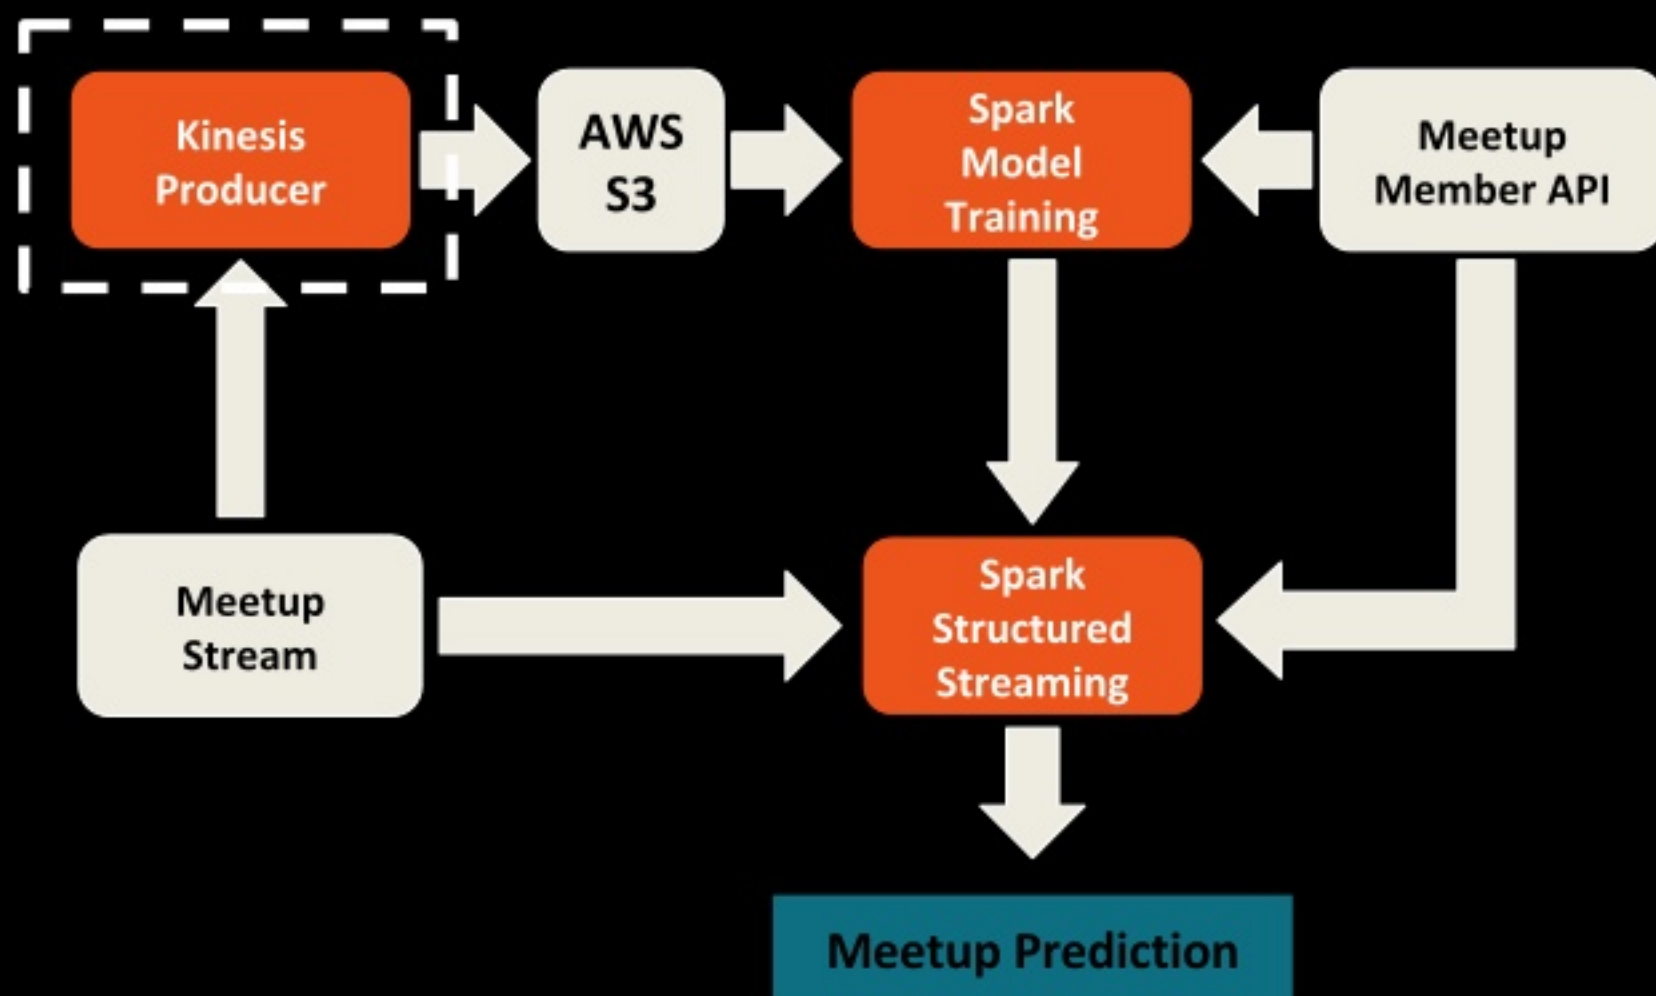 Kinesis
Producer
AWS
S3
Spark
Model
Training
Meetup
Member API
Meetup
Stream
Spark
Structured
Streaming
Meetup Prediction